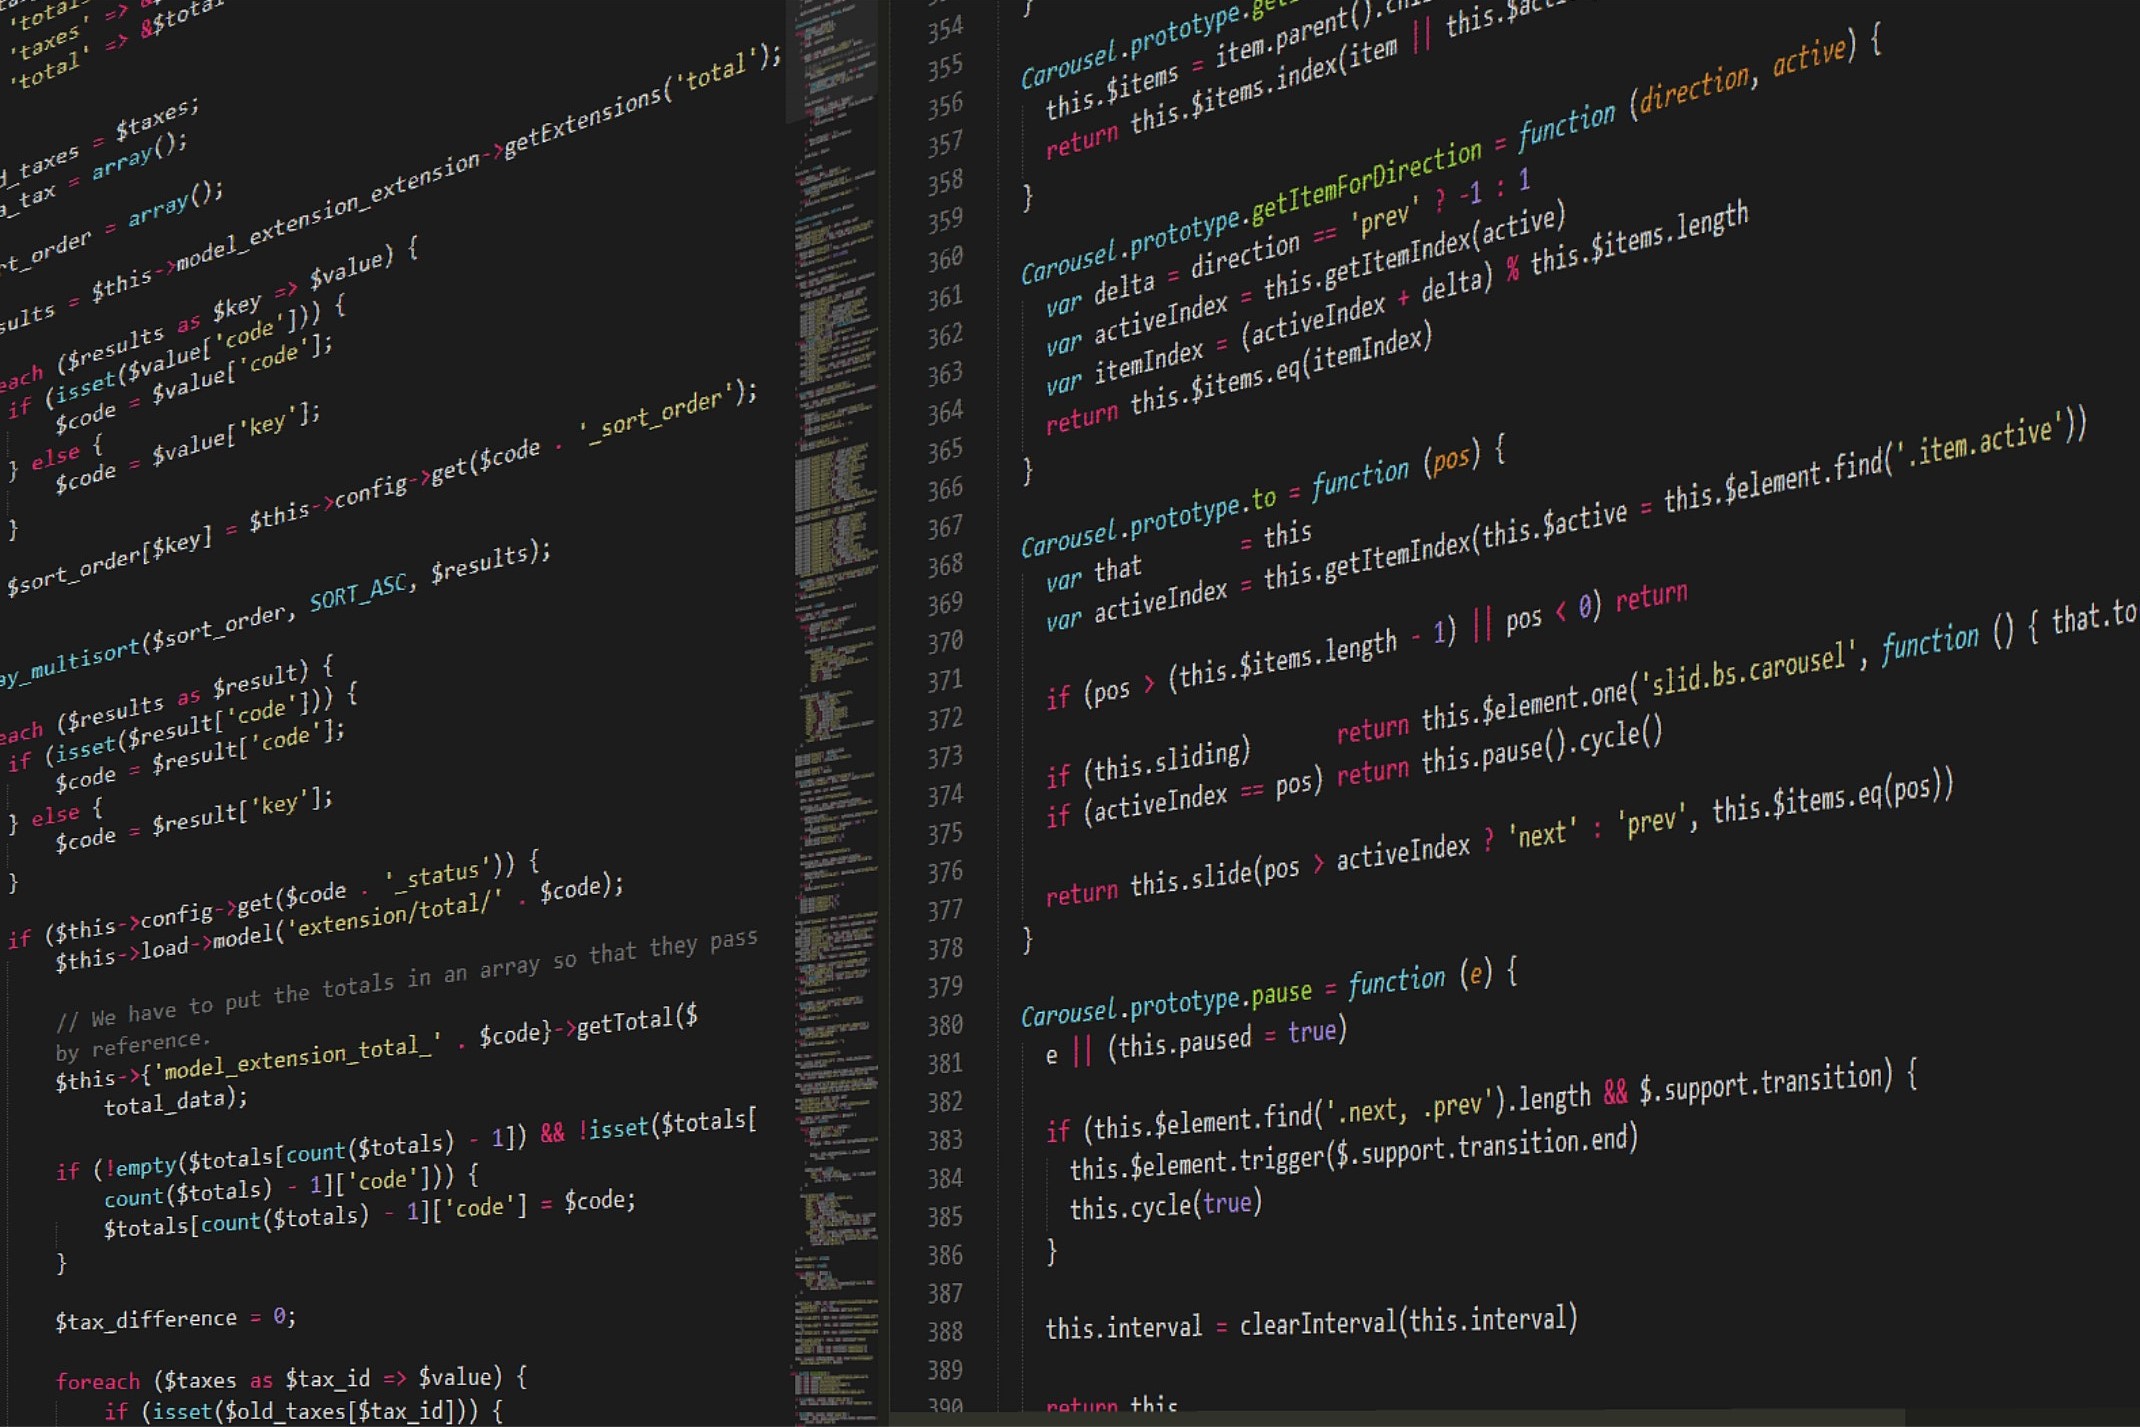 'taxes' =>
'total' => &$total
_taxes = $taxes;
_tax = array();
rt_order = array();
sults = $this->model_extension_extension->getExtensions('total');
each ($results as $key => $value) {
if (isset($value['code'])) {
$code = $value['code'];
} else {
$code = $value['key'];
}
$sort_order[$key] = $this->config->get($code . '_sort_order');
ay_multisort($sort_order, SORT_ASC, $results);
each ($results as $result) {
if (isset($result['code'])) {
$code = $result['code'];
} else {
$code = $result['key'];
}
if ($this->config->get($code . '_status')) {
$this->load->model('extension/total/' . $code);
// We have to put the totals in an array so that they pass
by reference.
$this->{'model_extension_total_' . $code}->getTotal($
total_data);
if (!empty($totals[count($totals) - 1]) && !isset($totals[
count($totals) - 1]['code'])) {
$totals[count($totals) - 1]['code'] = $code;
}
$tax_difference = 0;
foreach ($taxes as $tax_id => $value) {
if (isset($old_taxes[$tax_id])) {
354 }
355
356 Carousel.prototype.
357 this.$items = item.parent().
358 return this.$items.index(item || this.
359 }
360
361 Carousel.prototype.getItemForDirection = function (direction, active) {
362 var delta = direction == 'prev' ? -1 : 1
363 var activeIndex = this.getItemIndex(active)
364 var itemIndex = (activeIndex + delta) % this.$items.length
365 return this.$items.eq(itemIndex)
366 }
367
368 Carousel.prototype.to = function (pos) {
369 var that = this
370 var activeIndex = this.getItemIndex(this.$active = this.$element.find('.item.active'))
371
372 if (pos > (this.$items.length - 1) || pos < 0) return
373
374 if (this.sliding) return this.$element.one('slid.bs.carousel', function () { that.to
375 if (activeIndex == pos) return this.pause().cycle()
376
377 return this.slide(pos > activeIndex ? 'next' : 'prev', this.$items.eq(pos))
378 }
379
380 Carousel.prototype.pause = function (e) {
381 e || (this.paused = true)
382
383 if (this.$element.find('.next, .prev').length && $.support.transition) {
384 this.$element.trigger($.support.transition.end)
385 this.cycle(true)
386 }
387
388 this.interval = clearInterval(this.interval)
389
390 return this